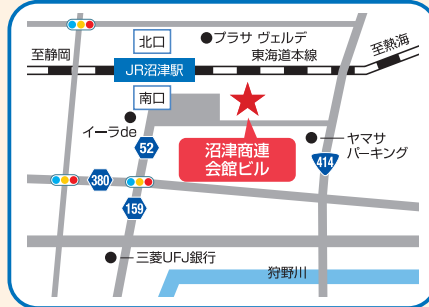 北口
プラサ ヴェルデ
至静岡
東海道本線
至熱海
JR沼津駅
南口
イーラde
52
沼津商連
会館ビル
ヤマサ
パーキング
414
380
159
三菱UFJ銀行
狩野川